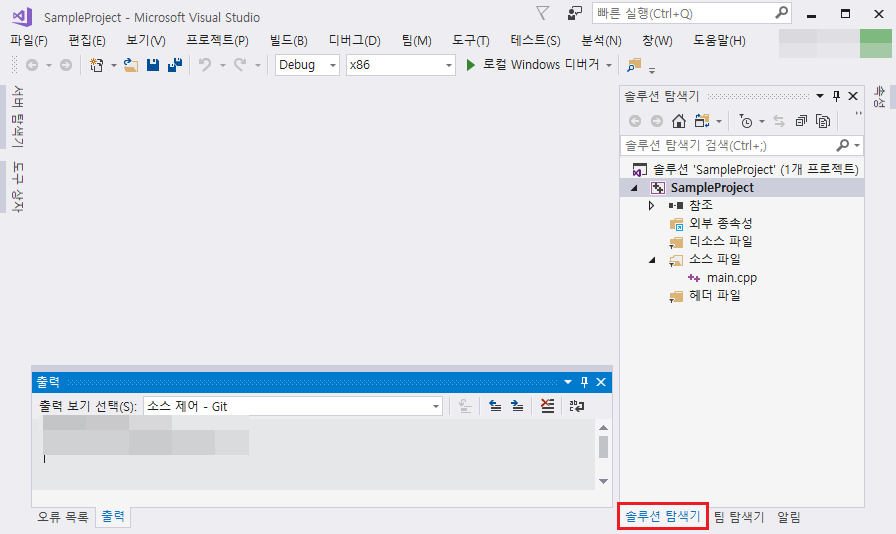 SampleProject - Microsoft Visual Studio
빠른 실행(Ctrl+Q)
파일(F) 편집(E) 보기(V) 프로젝트(P) 빌드(B) 디버그(D) 팀(M) 도구(T) 테스트(S) 분석(N) 창(W) 도움말(H)
Debug x86 로컬 Windows 디버거
서버 탐색기
도구 상자
솔루션 탐색기
솔루션 탐색기 검색(Ctrl+;)
솔루션 'SampleProject' (1개 프로젝트)
SampleProject
참조
외부 종속성
리소스 파일
소스 파일
main.cpp
헤더 파일
속성
출력
출력 보기 선택(S): 소스 제어 - Git
오류 목록 출력
솔루션 탐색기 팀 탐색기 알림